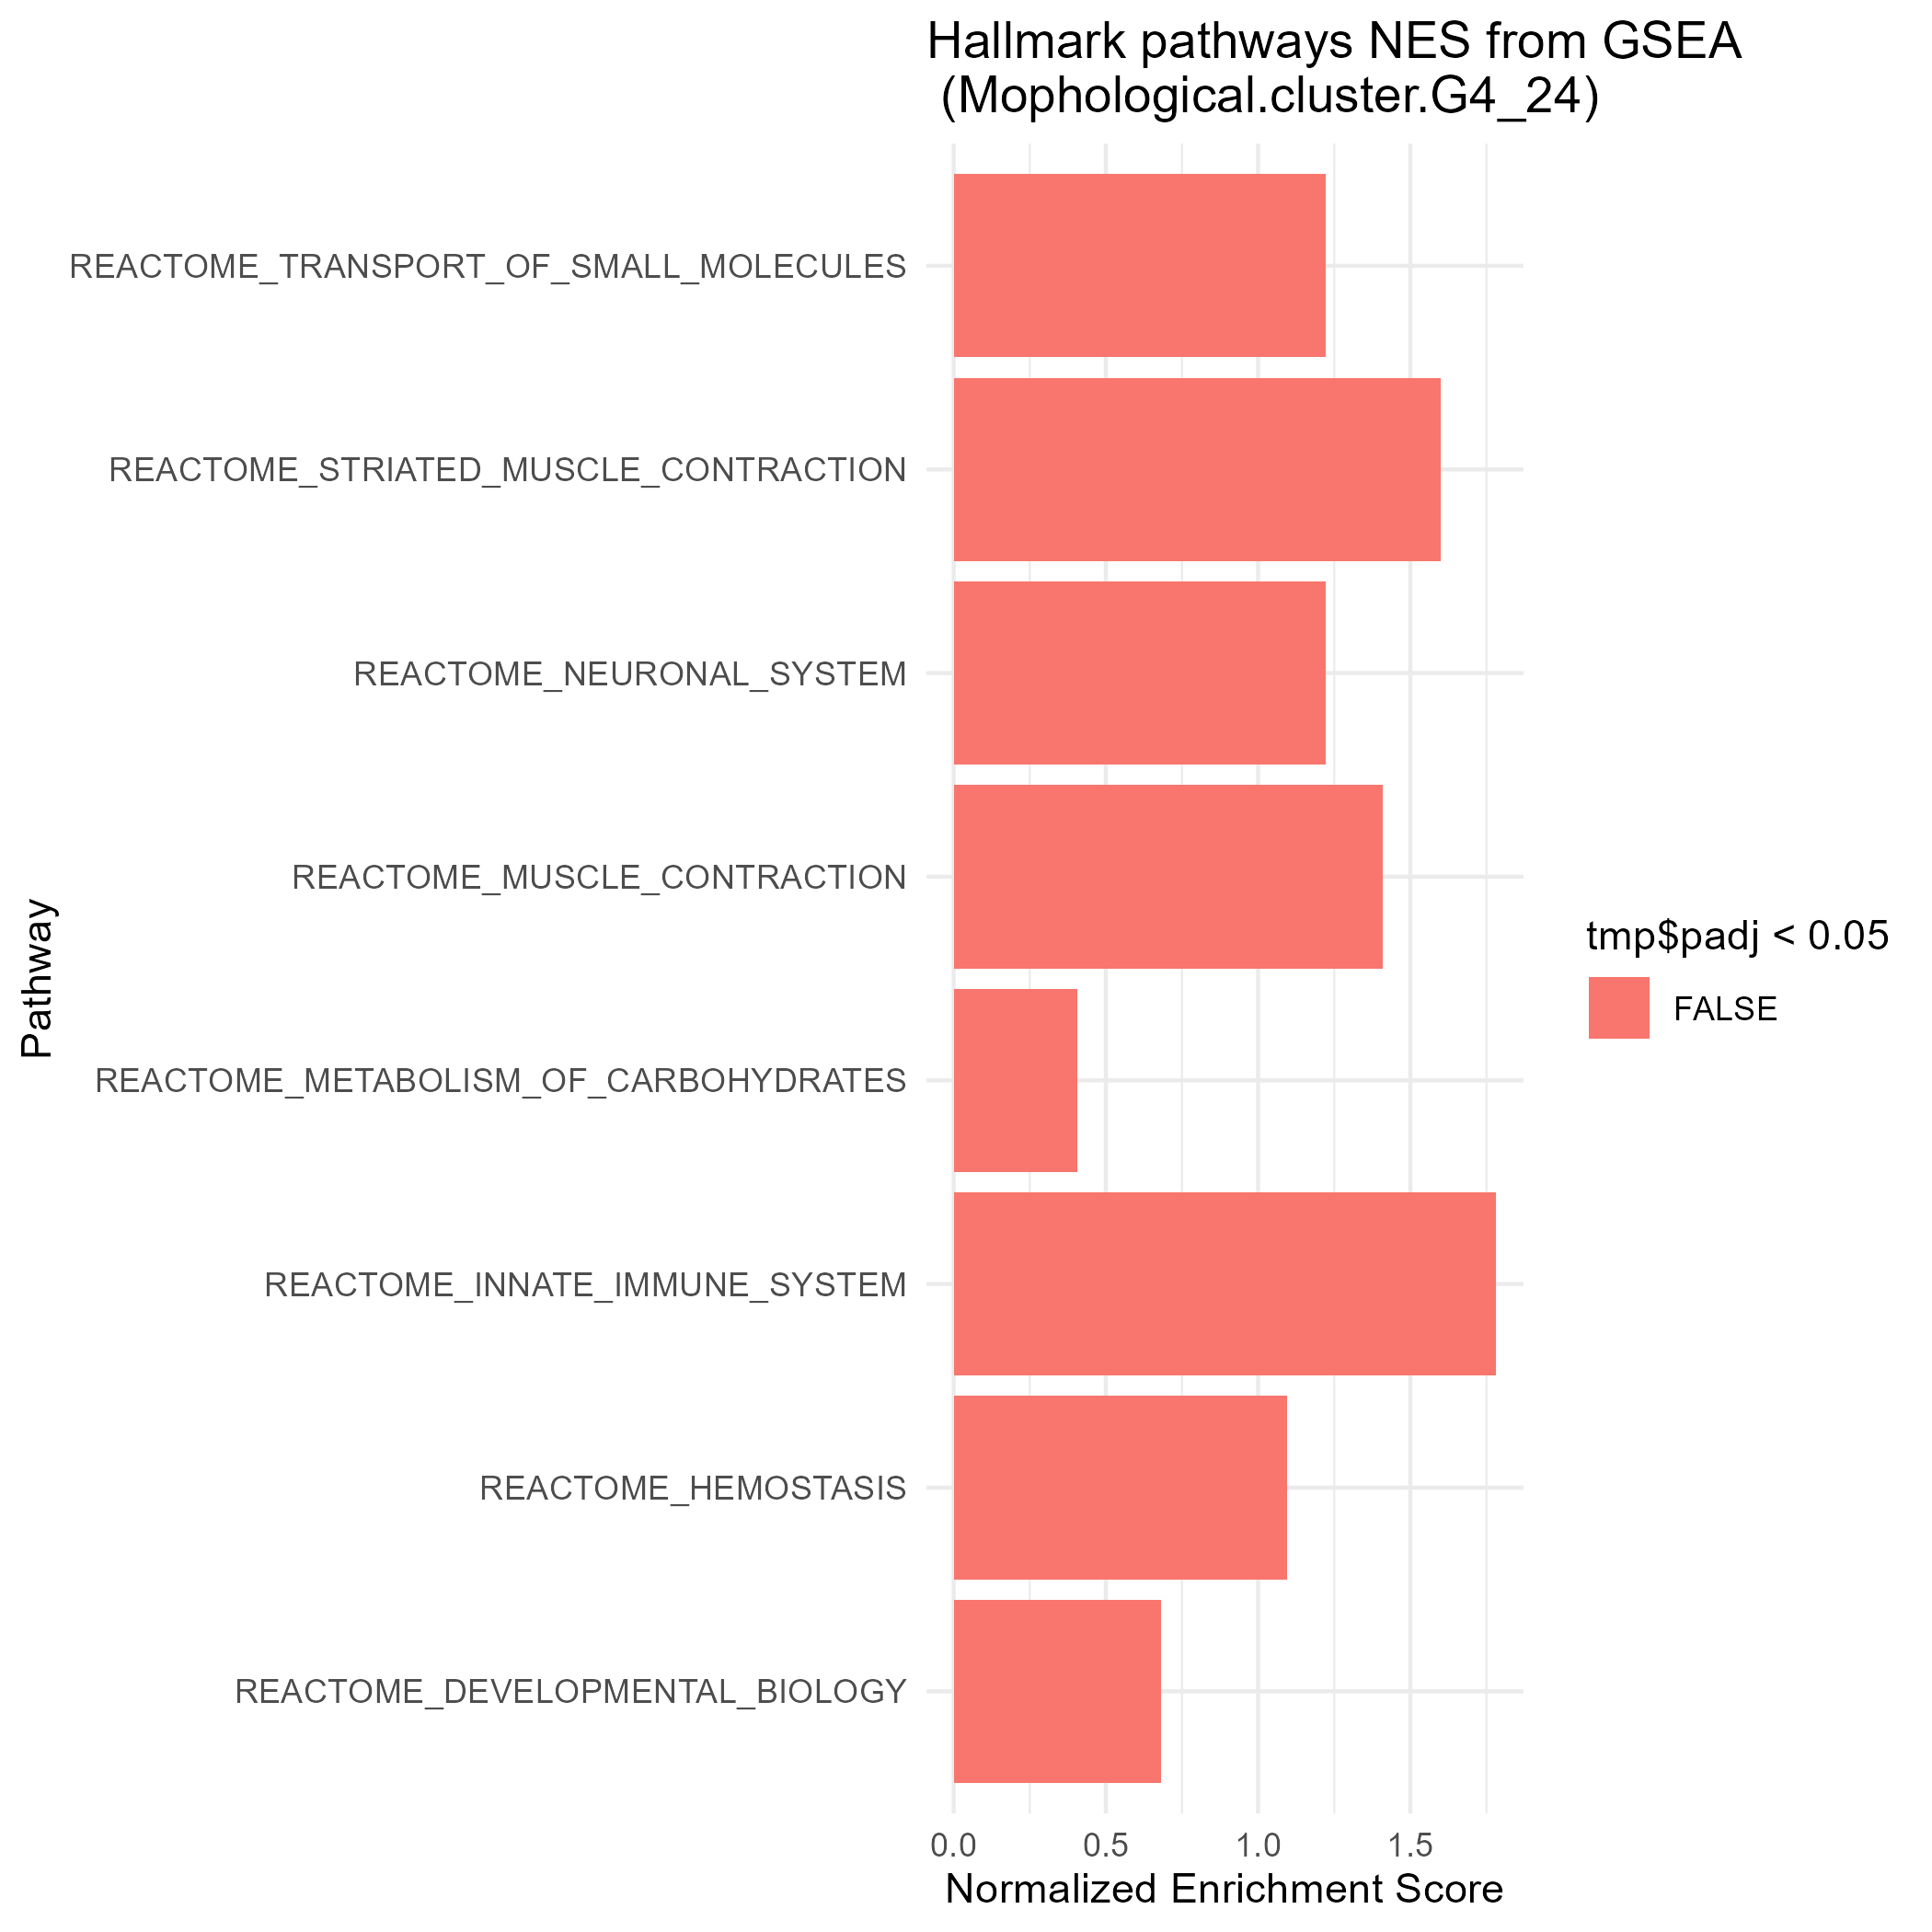 Hallmark pathways NES from GSEA
(Mophological.cluster.G4_24)
REACTOME_TRANSPORT_OF_SMALL_MOLECULES
REACTOME_STRIATED_MUSCLE_CONTRACTION
REACTOME_NEURONAL_SYSTEM
REACTOME_MUSCLE_CONTRACTION
REACTOME_METABOLISM_OF_CARBOHYDRATES
REACTOME_INNATE_IMMUNE_SYSTEM
REACTOME_HEMOSTASIS
REACTOME_DEVELOPMENTAL_BIOLOGY
Pathway
0.0 0.5 1.0 1.5
Normalized Enrichment Score
tmp$padj < 0.05
FALSE